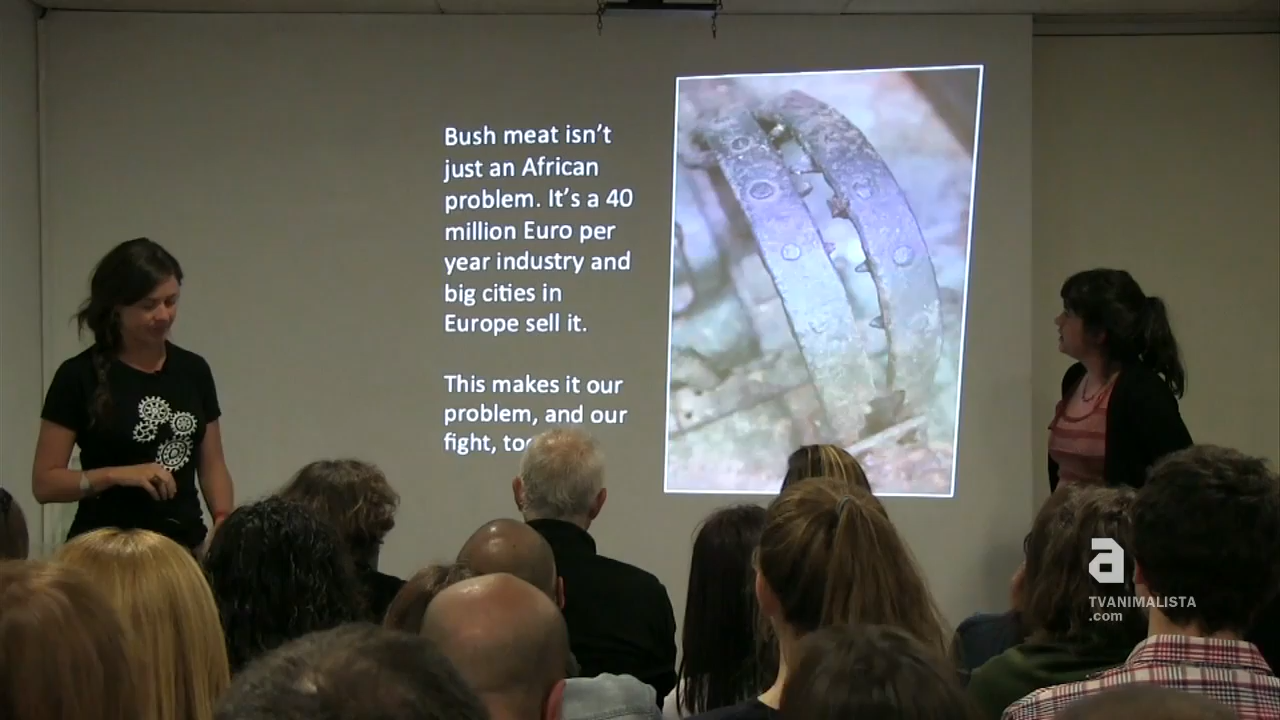 Bush meat isn't
just an African
problem. It's a 40
million Euro per
year industry and
big cities in
Europe sell it.
This makes it our
problem, and our
fight,
a
TVANIMALISTA
.com